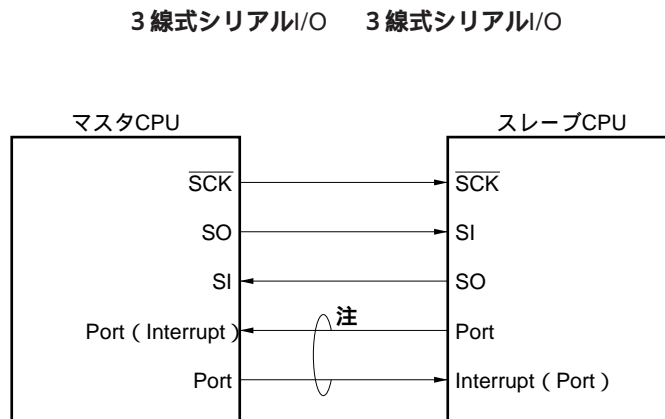 3線式シリアルI/O 3線式シリアルI/O
マスタCPU スレーブCPU
SCK SCK
SO SI
SI SO
注
Port ( Interrupt ) Port
Port Interrupt ( Port )